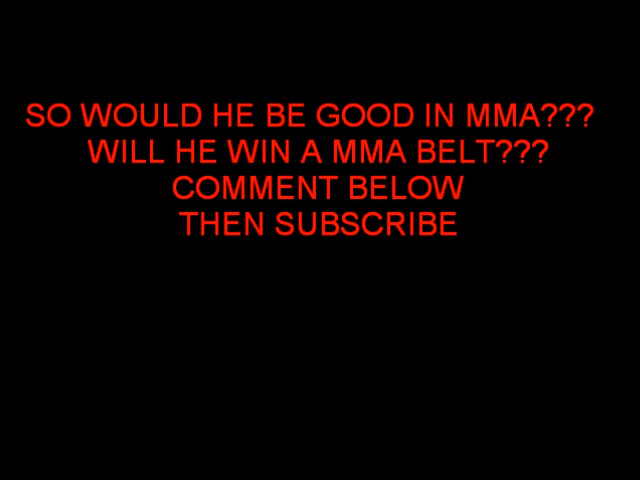 SO WOULD HE BE GOOD IN MMA???
WILL HE WIN A MMA BELT???
COMMENT BELOW
THEN SUBSCRIBE